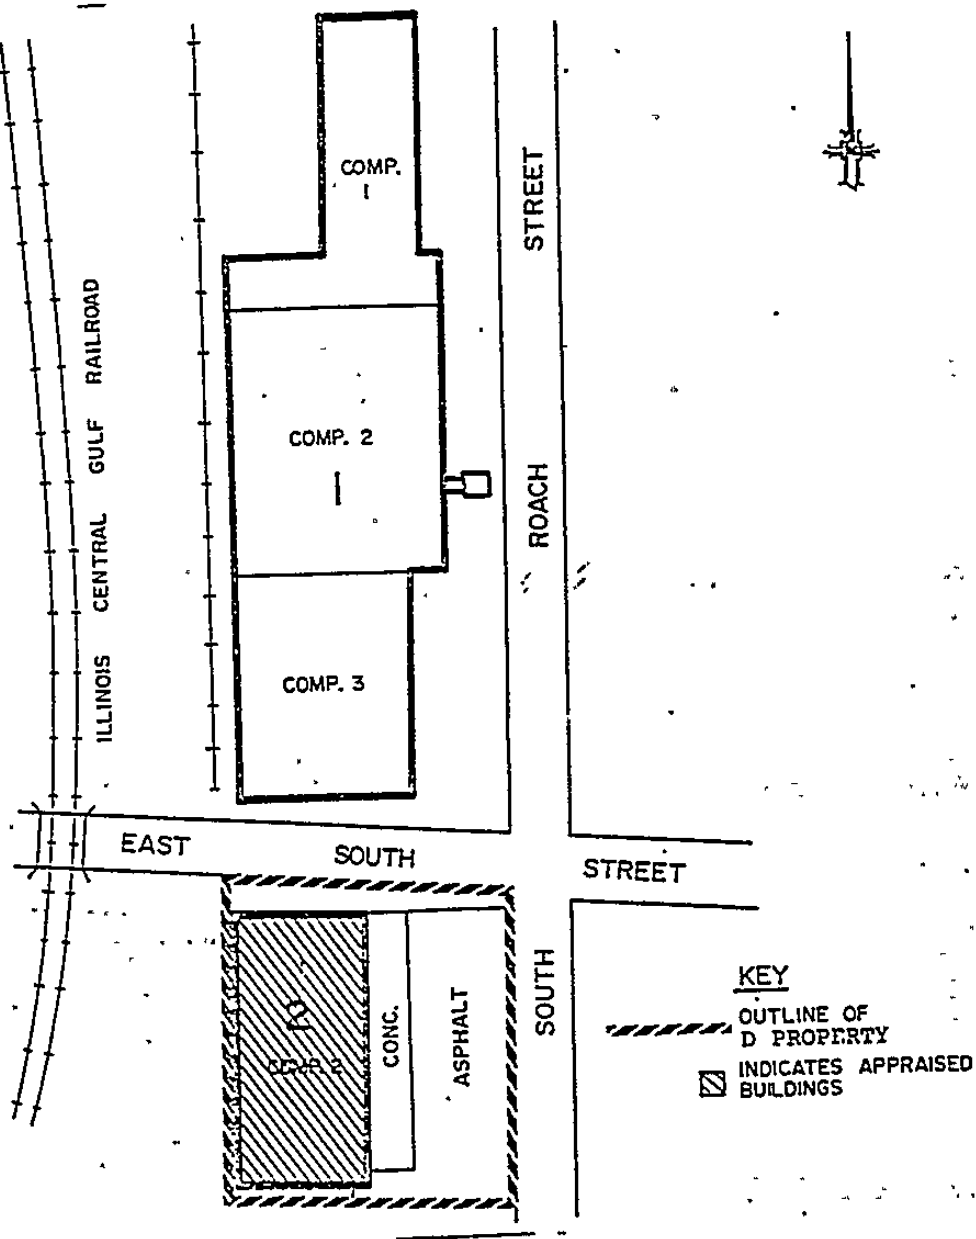 COMP.
1
STREET
ILLINOIS CENTRAL GULF RAILROAD
COMP. 2
1
ROACH
COMP. 3
EAST SOUTH STREET
SOUTH
CONC.
ASPHALT
2
KEY
OUTLINE OF
D PROPERTY
INDICATES APPRAISED
BUILDINGS